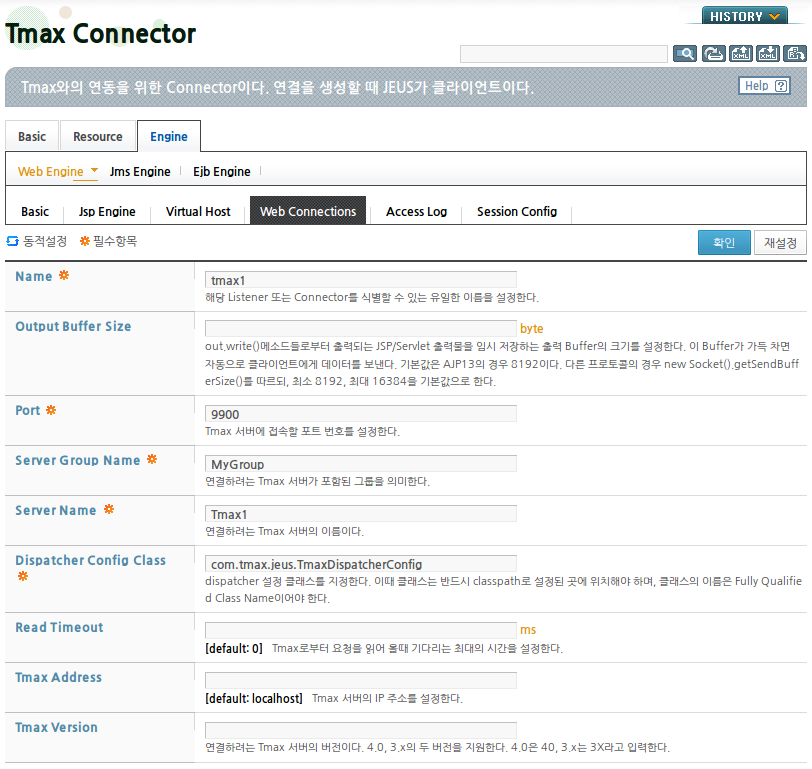 HISTORY
Tmax Connector
XML XML
Tmax와의 연동을 위한 Connector이다. 연결을 생성할 때 JEUS가 클라이언트이다.
Help ?
Basic Resource Engine
Web Engine Jms Engine Ejb Engine
Basic Jsp Engine Virtual Host Web Connections Access Log Session Config
동적설정 필수항목 확인 재설정
Name tmax1
해당 Listener 또는 Connector를 식별할 수 있는 유일한 이름을 설정한다.
Output Buffer Size byte
out.write()메소드들로부터 출력되는 JSP/Servlet 출력물을 임시 저장하는 출력 Buffer의 크기를 설정한다. 이 Buffer가 가득 차면
자동으로 클라이언트에게 데이터를 보낸다. 기본값은 AJP13의 경우 8192이다. 다른 프로토콜의 경우 new Socket().getSendBuff
erSize()를 따르되, 최소 8192, 최대 16384을 기본값으로 한다.
Port 9900
Tmax 서버에 접속할 포트 번호를 설정한다.
Server Group Name MyGroup
연결하려는 Tmax 서버가 포함된 그룹을 의미한다.
Server Name Tmax1
연결하려는 Tmax 서버의 이름이다.
Dispatcher Config Class com.tmax.jeus.TmaxDispatcherConfig
dispatcher 설정 클래스를 지정한다. 이때 클래스는 반드시 classpath로 설정된 곳에 위치해야 하며, 클래스의 이름은 Fully Qualifie
d Class Name이어야 한다.
Read Timeout ms
[default: 0] Tmax로부터 요청을 읽어 올때 기다리는 최대의 시간을 설정한다.
Tmax Address
[default: localhost] Tmax 서버의 IP 주소를 설정한다.
Tmax Version
연결하려는 Tmax 서버의 버전이다. 4.0, 3.x의 두 버전을 지원한다. 4.0은 40, 3.x는 3X라고 입력한다.